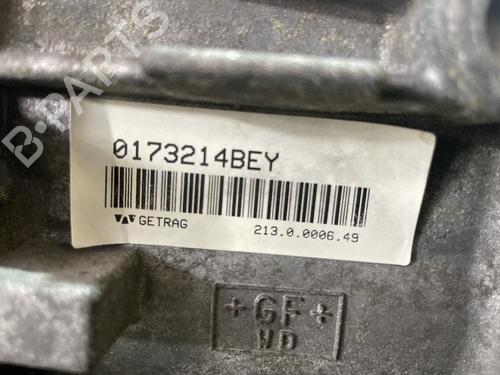 0173214BEY
GETRAG 213.0.0006.49
+GF+
WD
B-PARTS